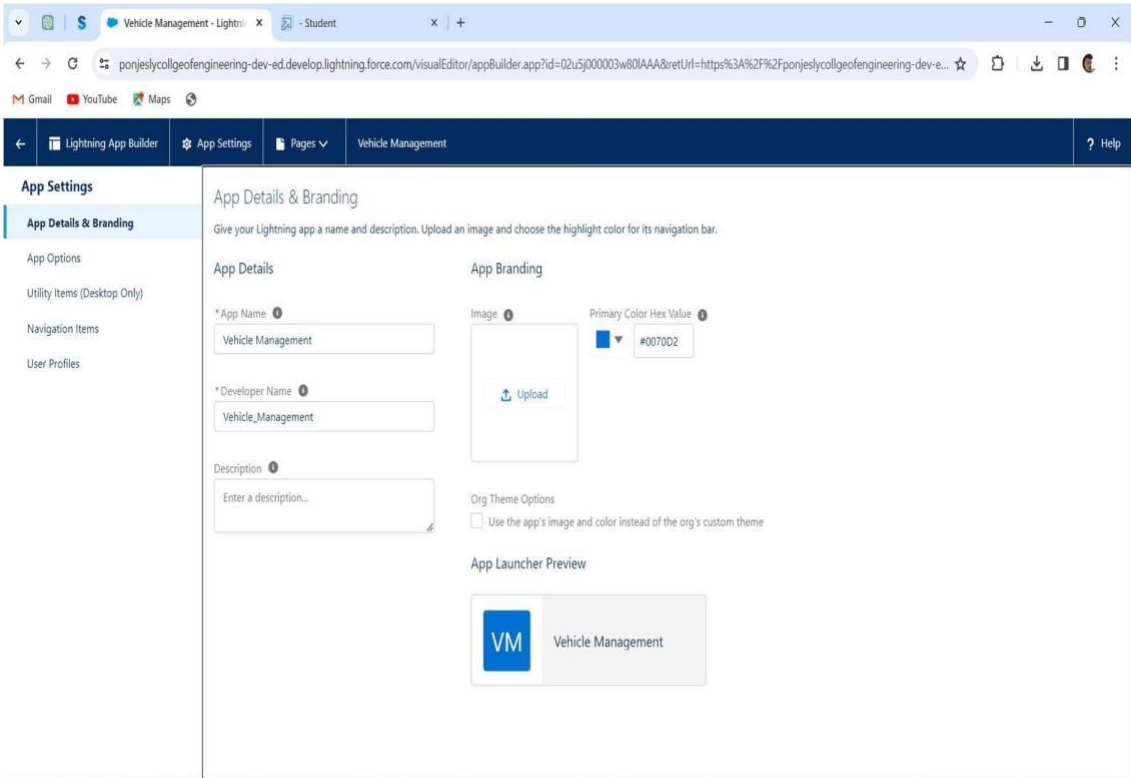 Vehicle Management - Lightni
- Student
ponjeslycollgeofengineering-dev-ed.develop.lightning.force.com/visualEditor/appBuilder.app?id=02u5j000003w80lAAA&retUrl=https%3A%2F%2Fponjeslycollgeofengineering-dev-e...
Gmail YouTube Maps
Lightning App Builder App Settings Pages Vehicle Management ? Help
App Settings
App Details & Branding
App Options
Utility Items (Desktop Only)
Navigation Items
User Profiles
App Details & Branding
Give your Lightning app a name and description. Upload an image and choose the highlight color for its navigation bar.
App Details
*App Name
Vehicle Management
*Developer Name
Vehicle_Management
Description
Enter a description...
App Branding
Image
Upload
Primary Color Hex Value
#0070D2
Org Theme Options
Use the app's image and color instead of the org's custom theme
App Launcher Preview
VM Vehicle Management